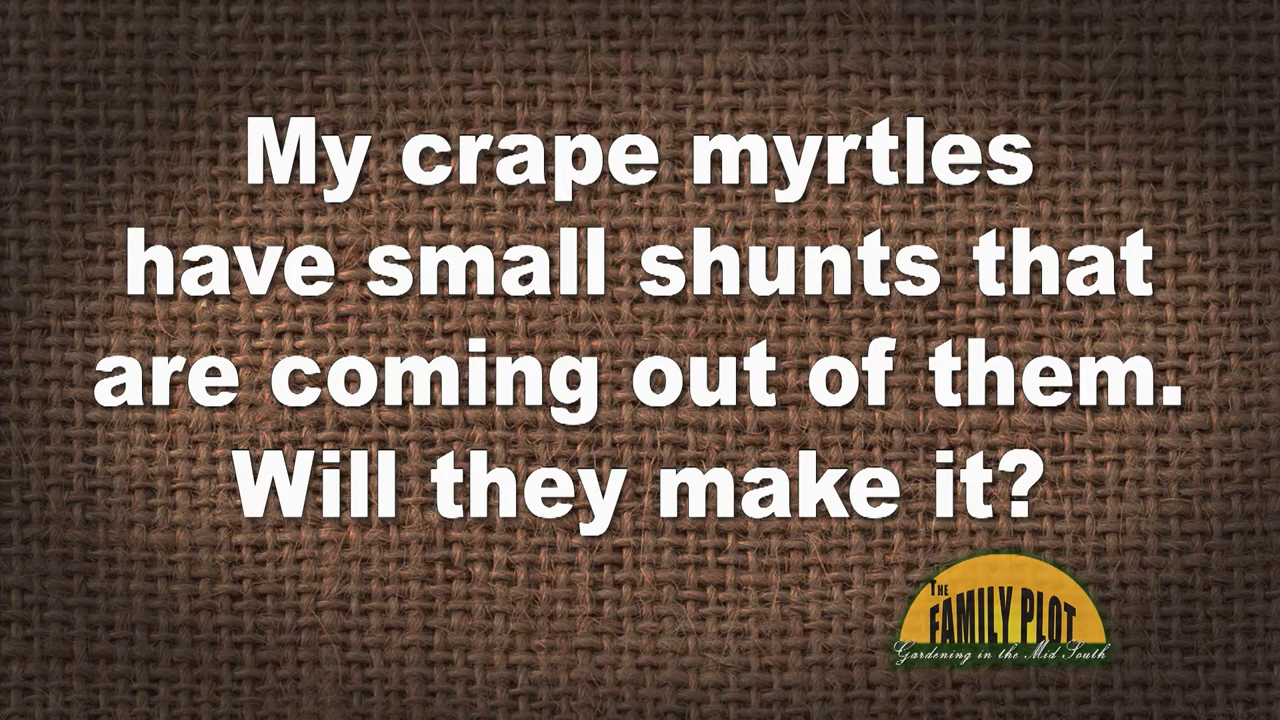 My crape myrtles
have small shunts that
are coming out of them.
Will they make it?
THE
FAMILY PLOT
Gardening in the Mid South